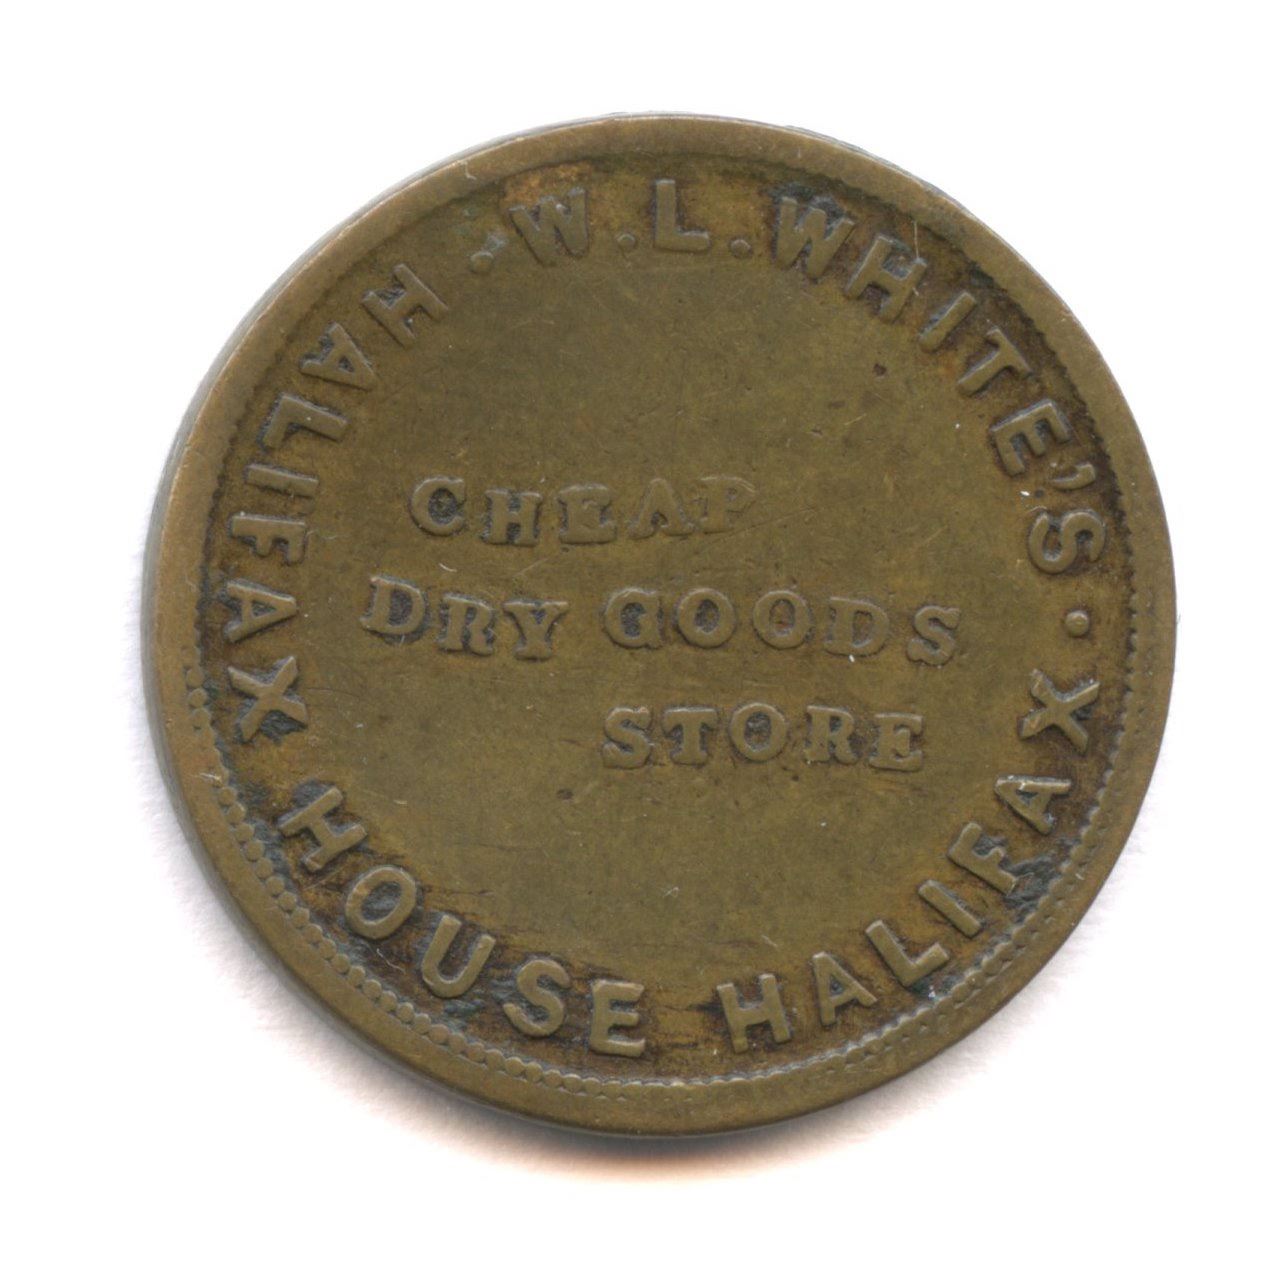 · W. L. WHITE'S · HALIFAX HOUSE HALIFAX
CHEAP
DRY GOODS
STORE